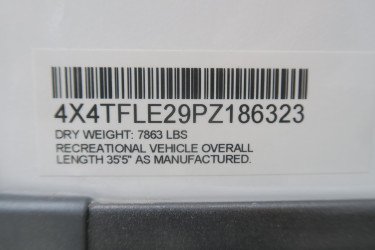 4X4TFLE29PZ186323
DRY WEIGHT: 7863 LBS
RECREATIONAL VEHICLE OVERALL
LENGTH 35'5" AS MANUFACTURED.